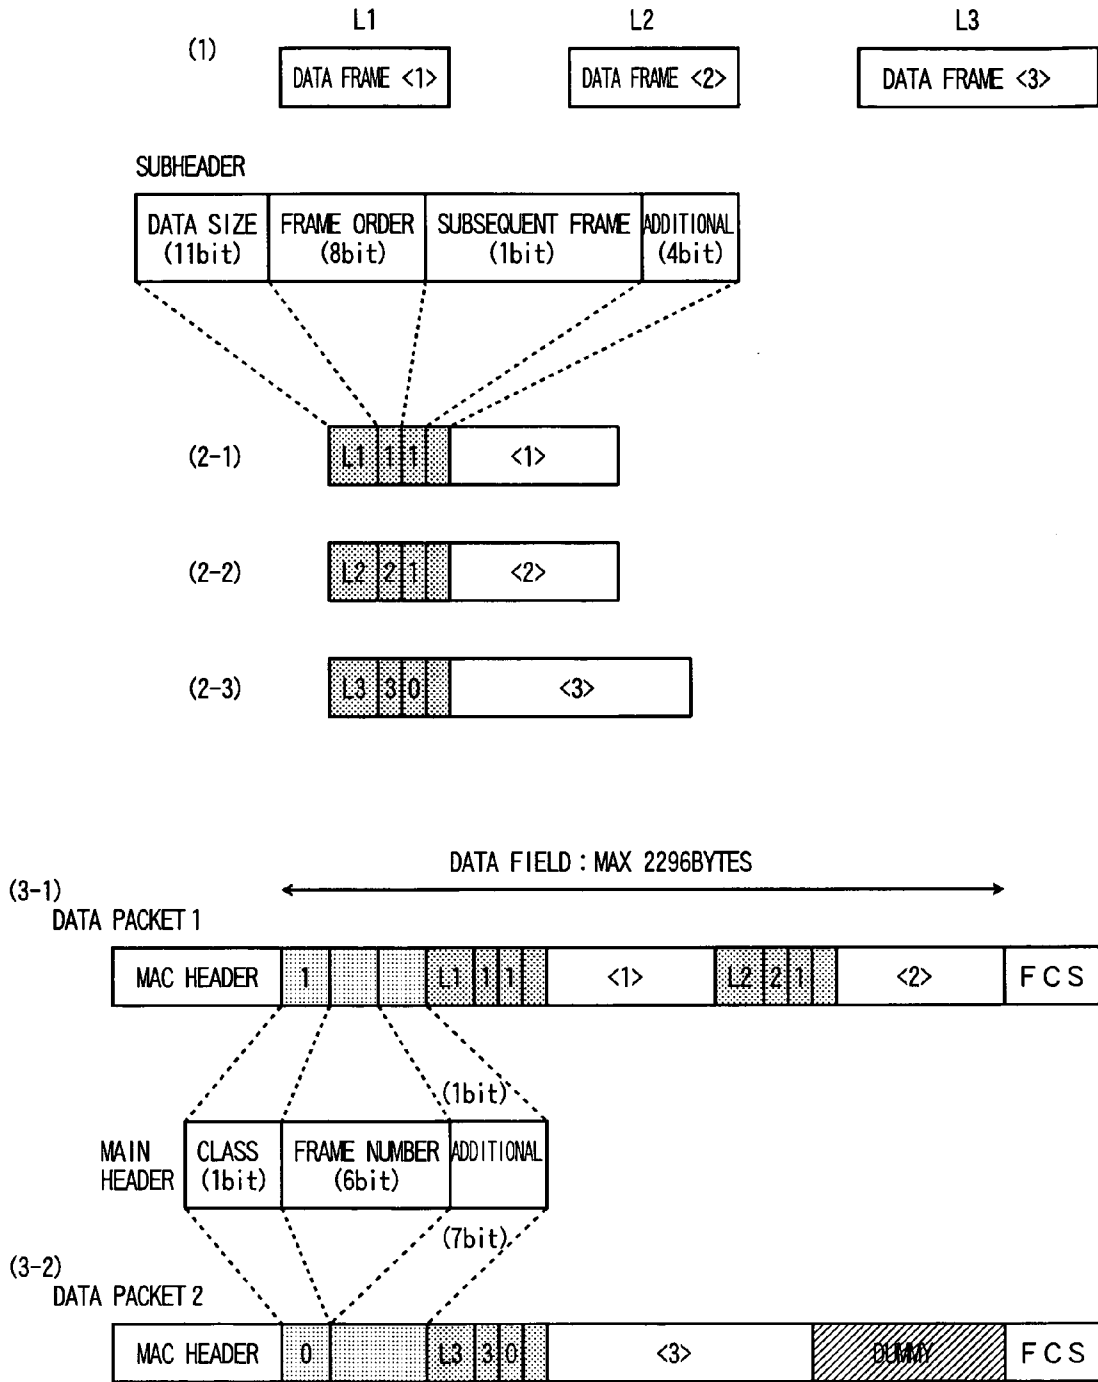 L1 L2 L3
(1)
DATA FRAME <1> DATA FRAME <2> DATA FRAME <3>
SUBHEADER
DATA SIZE (11bit) FRAME ORDER (8bit) SUBSEQUENT FRAME (1bit) ADDITIONAL (4bit)
(2-1) L1 1 1 <1>
(2-2) L2 2 1 <2>
(2-3) L3 3 0 <3>
DATA FIELD : MAX 2296BYTES
(3-1)
DATA PACKET 1
MAC HEADER 1 L1 1 1 <1> L2 2 1 <2> FCS
(1bit)
MAIN HEADER CLASS (1bit) FRAME NUMBER (6bit) ADDITIONAL
(7bit)
(3-2)
DATA PACKET 2
MAC HEADER 0 L3 3 0 <3> DUMMY FCS